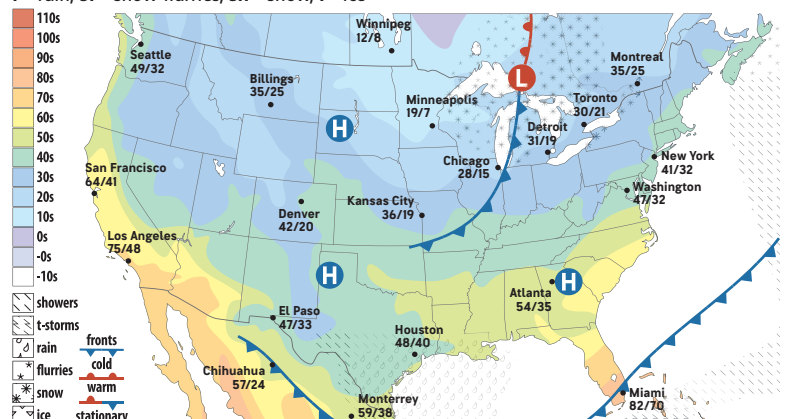 110s
100s
90s
80s
70s
60s
50s
40s
30s
20s
10s
0s
-0s
-10s
showers
t-storms
rain
flurries
snow
ice
fronts
cold
warm
stationary
Winnipeg
12/8
Seattle
49/32
Billings
35/25
Minneapolis
19/7
Montreal
35/25
Toronto
30/21
Detroit
31/19
Chicago
28/15
New York
41/32
Washington
47/32
San Francisco
64/41
Los Angeles
75/48
Denver
42/20
Kansas City
36/19
Atlanta
54/35
El Paso
47/33
Houston
48/40
Chihuahua
57/24
Monterrey
59/38
Miami
82/70
H
H
H
L